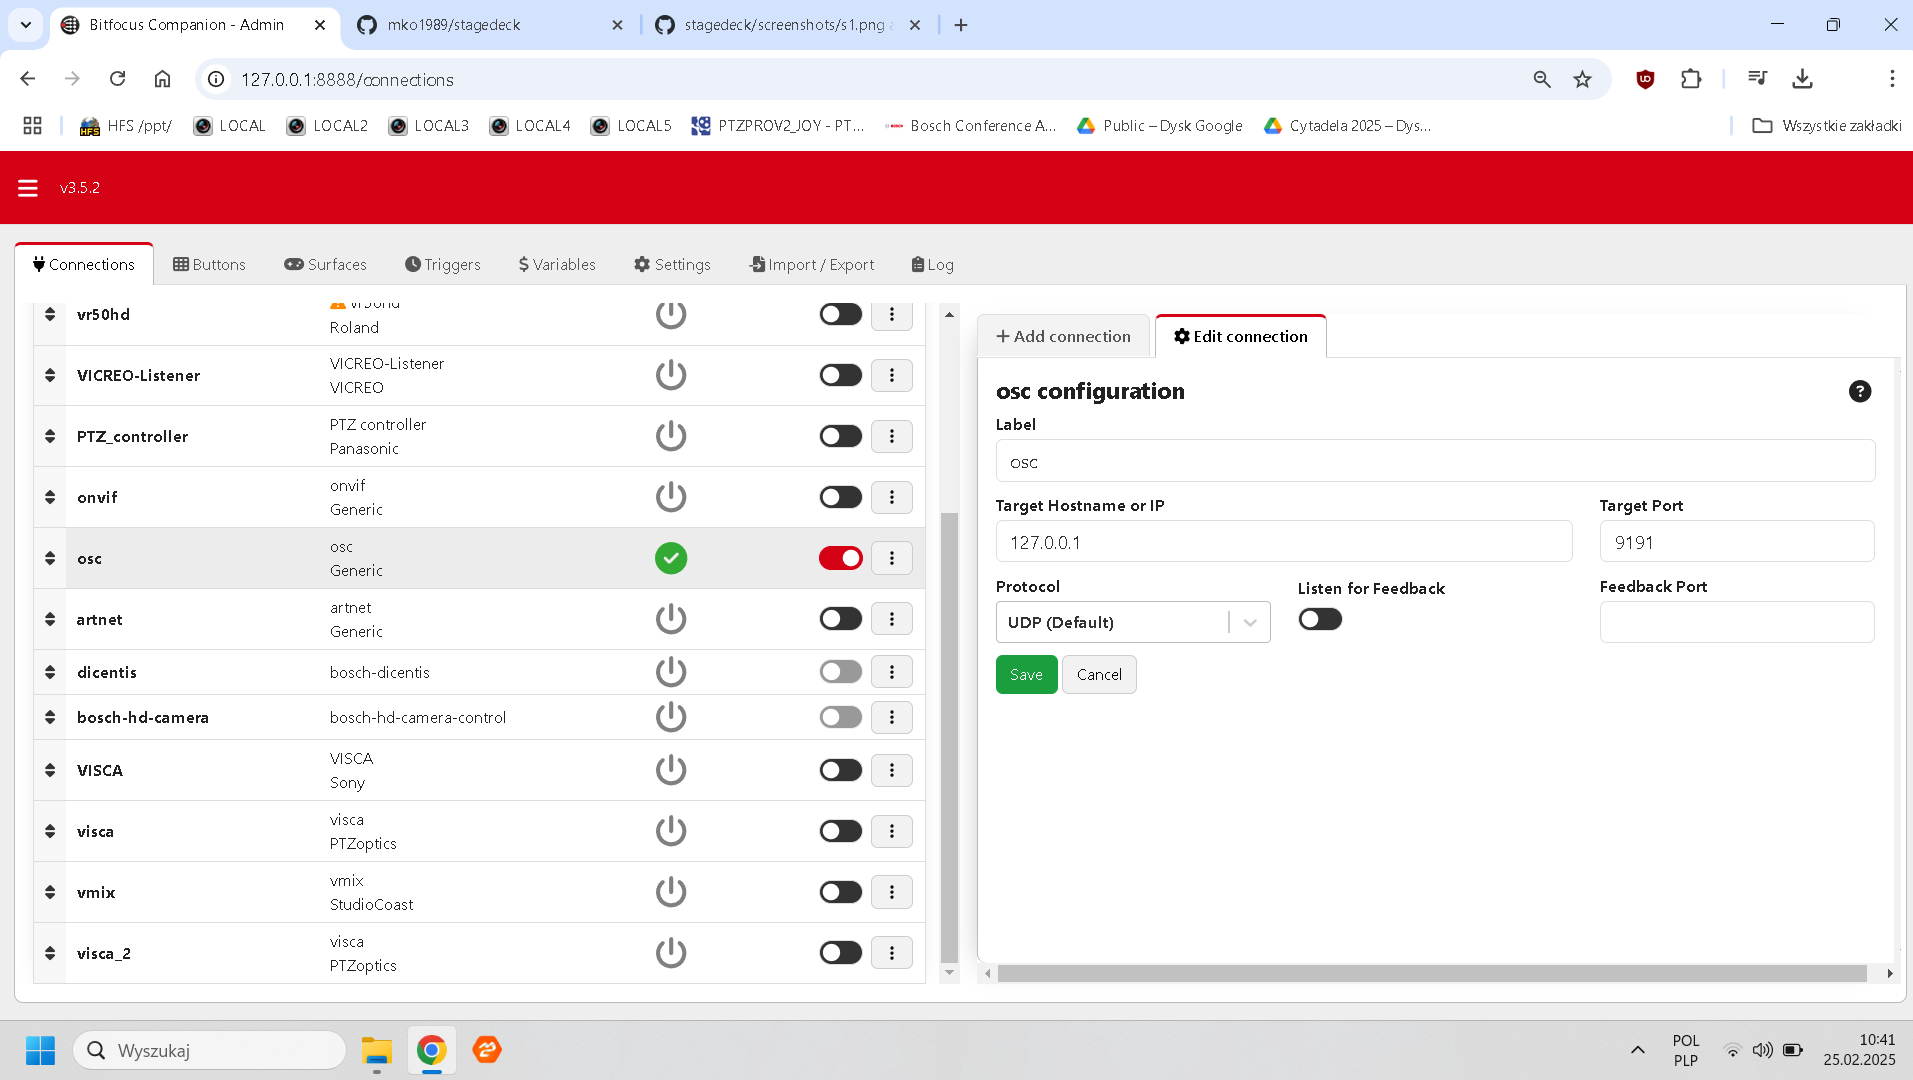 Bitfocus Companion - Admin
mko1989/stagedeck
stagedeck/screenshots/s1.png
127.0.0.1:8888/connections
HFS /ppt/
LOCAL
LOCAL2
LOCAL3
LOCAL4
LOCAL5
PTZPROV2_JOY - PT...
Bosch Conference A...
Public – Dysk Google
Cytadela 2025 – Dys...
Wszystkie zakładki
v3.5.2
Connections
Buttons
Surfaces
Triggers
Variables
Settings
Import / Export
Log
vr50hd
vr50hd
Roland
VICREO-Listener
VICREO-Listener
VICREO
PTZ_controller
PTZ controller
Panasonic
onvif
onvif
Generic
osc
osc
Generic
artnet
artnet
Generic
dicentis
bosch-dicentis
bosch-hd-camera
bosch-hd-camera-control
VISCA
VISCA
Sony
visca
visca
PTZoptics
vmix
vmix
StudioCoast
visca_2
visca
PTZoptics
Add connection
Edit connection
osc configuration
Label
osc
Target Hostname or IP
Target Port
127.0.0.1
9191
Protocol
Listen for Feedback
Feedback Port
UDP (Default)
Save
Cancel
Wyszukaj
POL
PLP
10:41
25.02.2025